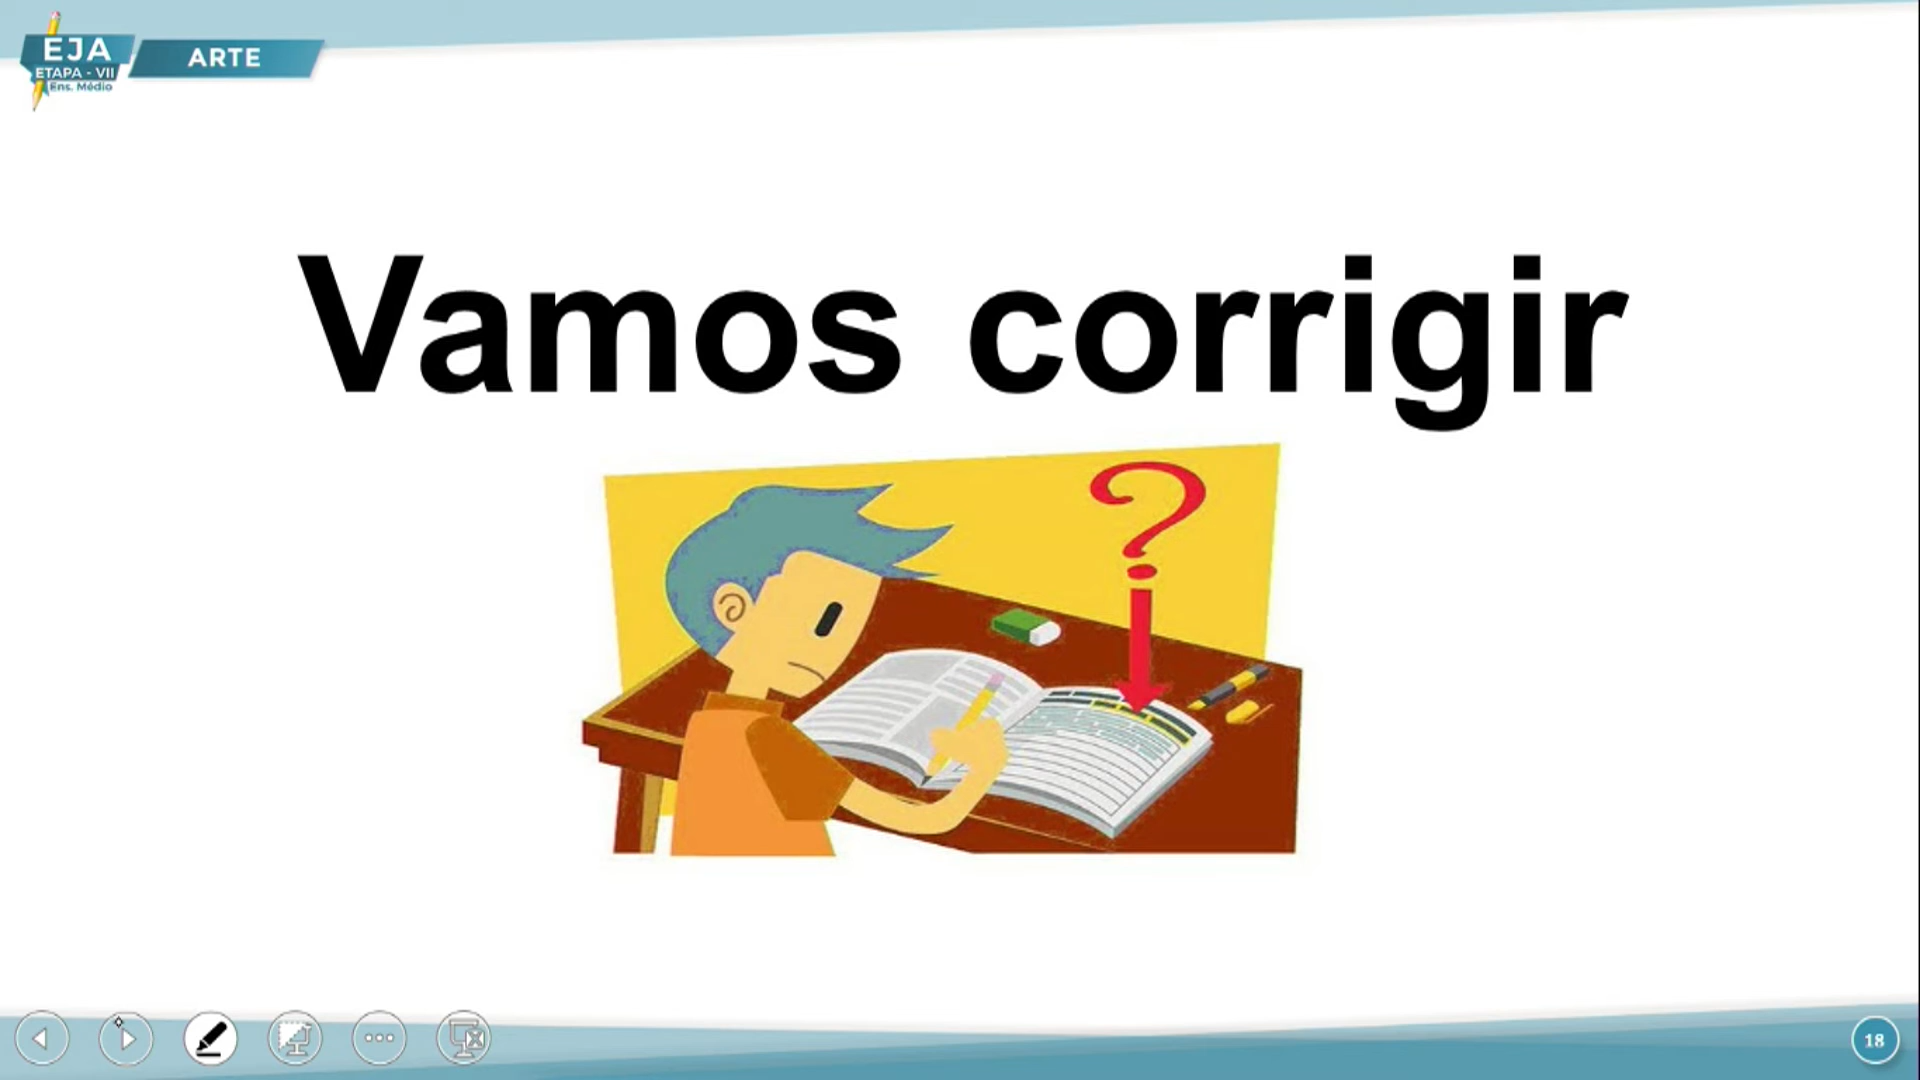 EJA
ETAPA - VII
Ens. Médio
ARTE
Vamos corrigir
?
18